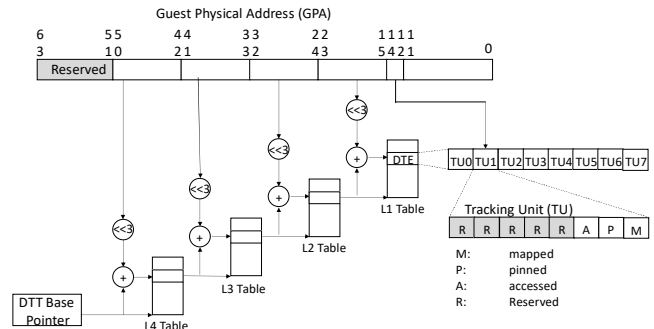 Guest Physical Address (GPA)
6 55 44 33 22 1111 0
3 10 21 32 43 5421
Reserved
<<3
<<3
<<3
<<3
+
DTE
TU0 TU1 TU2 TU3 TU4 TU5 TU6 TU7
L1 Table
+
L2 Table
Tracking Unit (TU)
R R R R R A P M
+
L3 Table
M: mapped
P: pinned
A: accessed
R: Reserved
+
L4 Table
DTT Base
Pointer